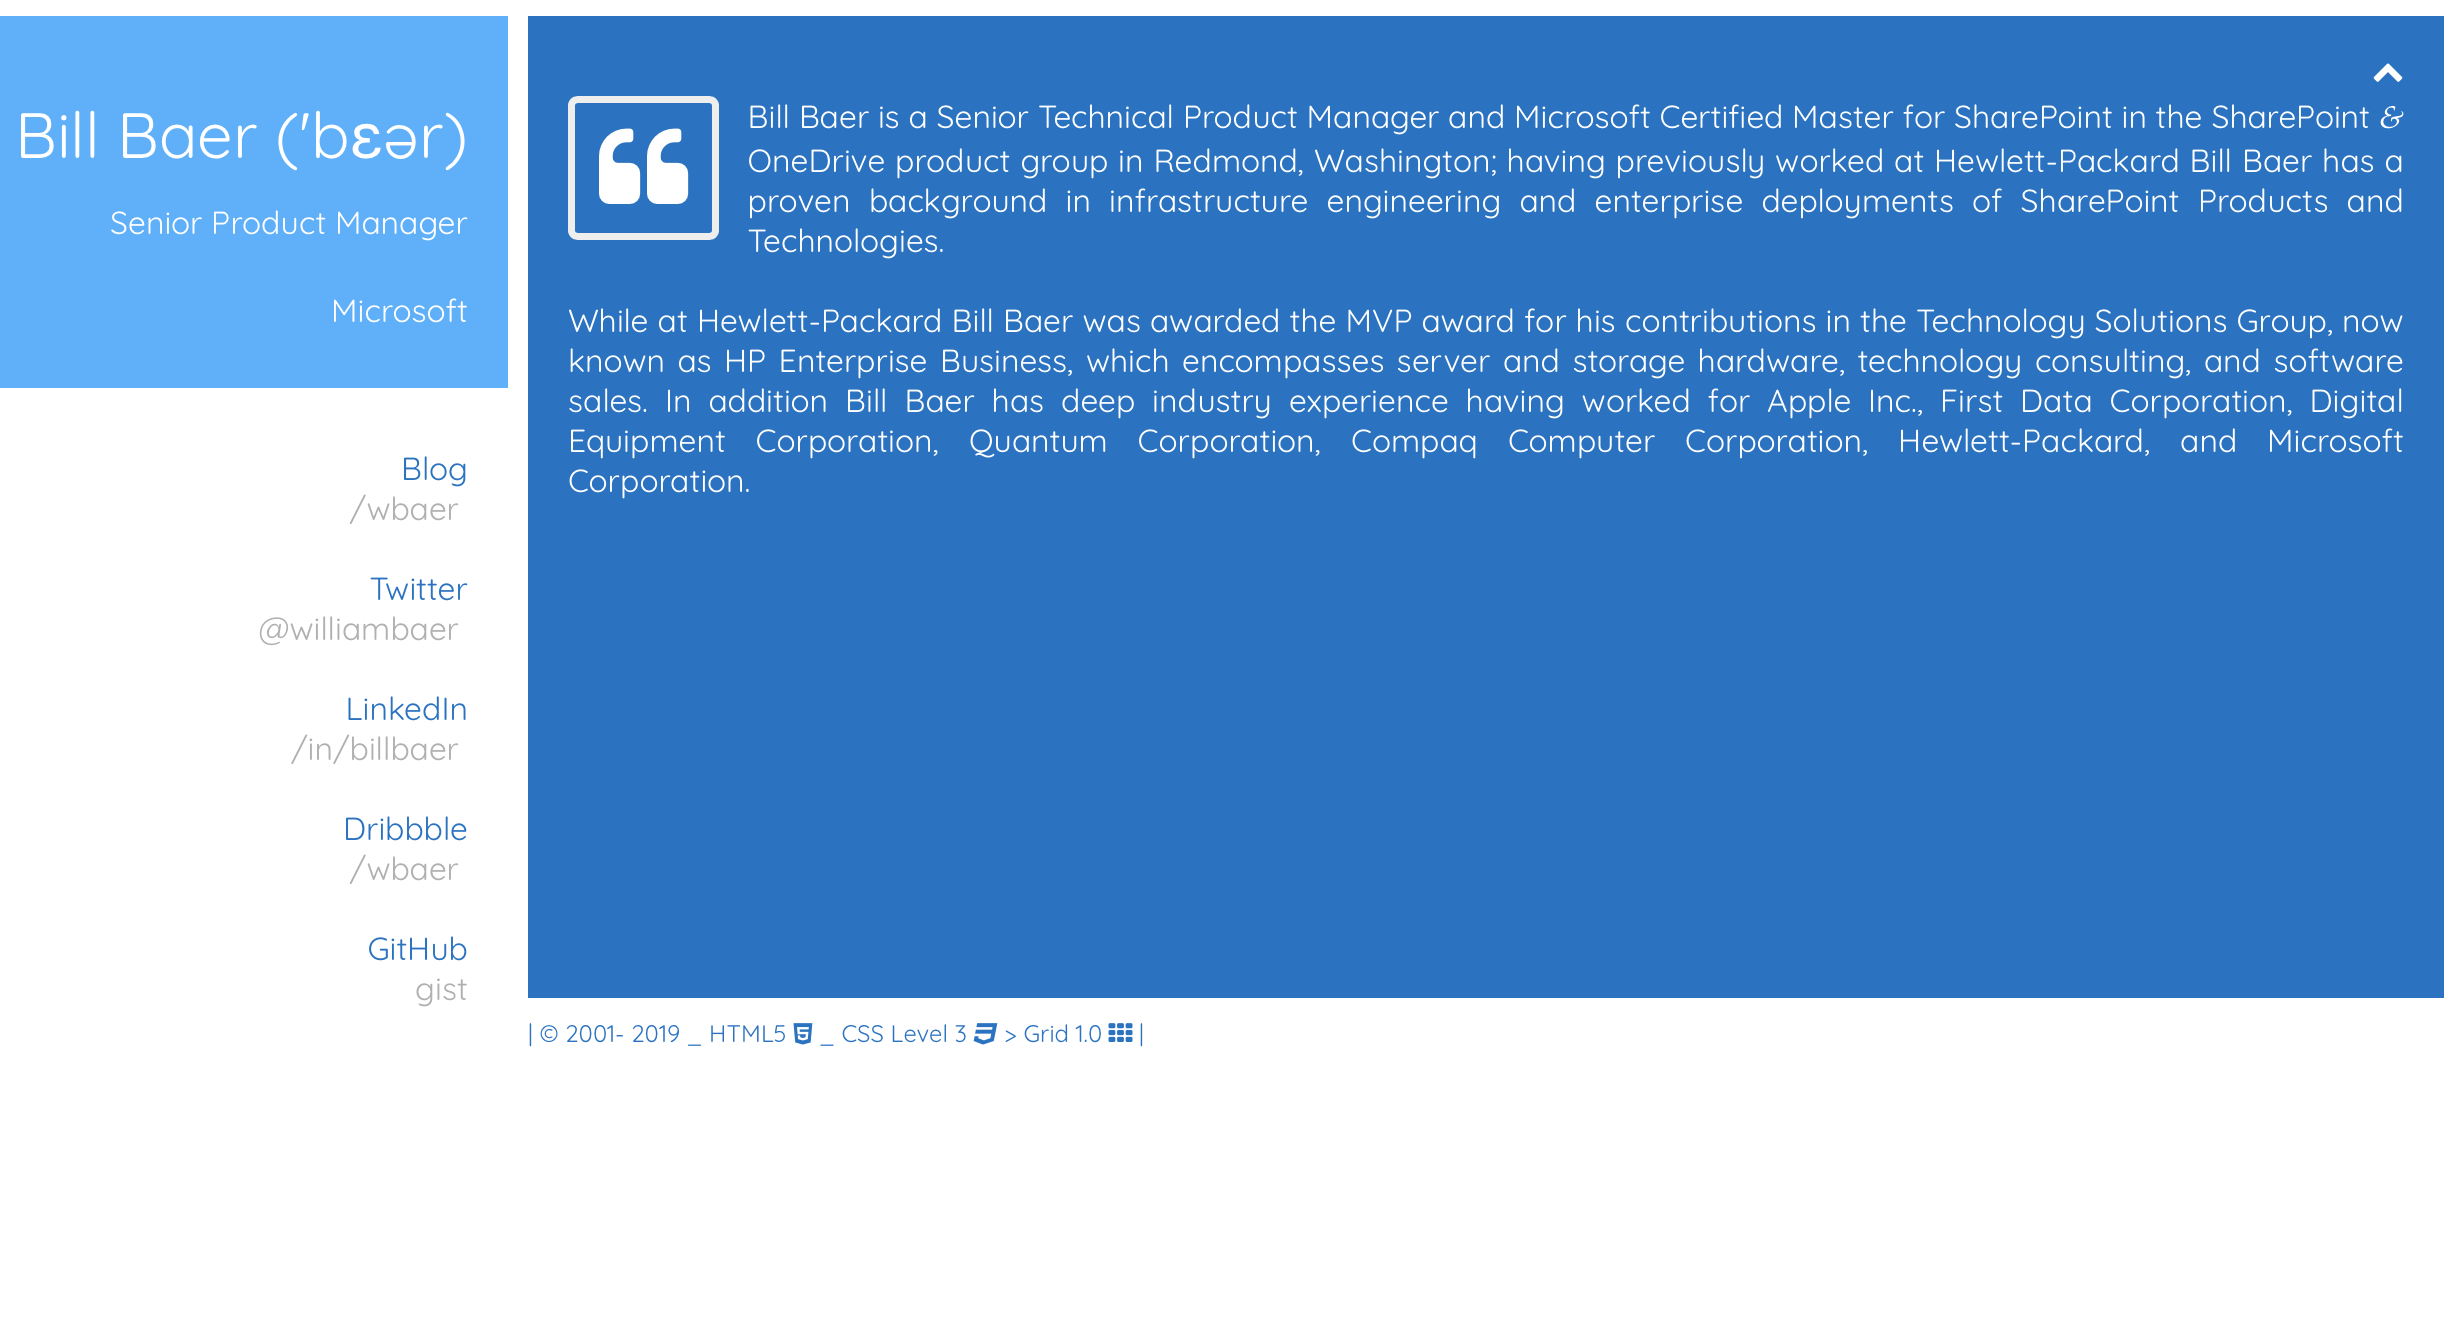 Bill Baer ('bɛər)
Senior Product Manager
Microsoft
Blog
/wbaer
Twitter
@williambaer
LinkedIn
/in/billbaer
Dribbble
/wbaer
GitHub
gist
Bill Baer is a Senior Technical Product Manager and Microsoft Certified Master for SharePoint in the SharePoint &
OneDrive product group in Redmond, Washington; having previously worked at Hewlett-Packard Bill Baer has a
proven background in infrastructure engineering and enterprise deployments of SharePoint Products and
Technologies.
While at Hewlett-Packard Bill Baer was awarded the MVP award for his contributions in the Technology Solutions Group, now
known as HP Enterprise Business, which encompasses server and storage hardware, technology consulting, and software
sales. In addition Bill Baer has deep industry experience having worked for Apple Inc., First Data Corporation, Digital
Equipment Corporation, Quantum Corporation, Compaq Computer Corporation, Hewlett-Packard, and Microsoft
Corporation.
| © 2001- 2019 _ HTML5 _ CSS Level 3 > Grid 1.0 |